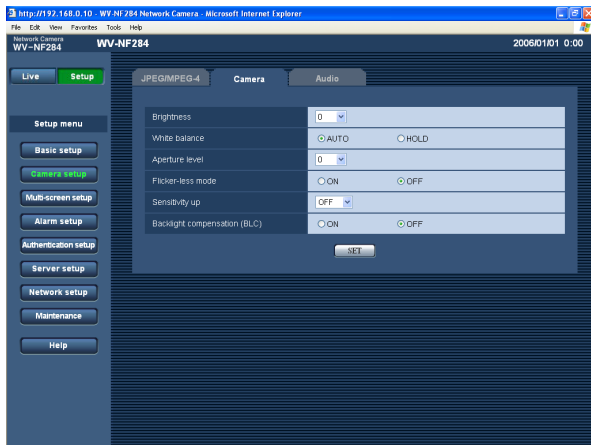 http://192.168.0.10 - WV-NF284 Network Camera - Microsoft Internet Explorer
File Edit View Favorites Tools Help
Network Camera
WV-NF284 WV-NF284 2006/01/01 0:00
Live Setup
JPEG/MPEG-4 Camera Audio
Setup menu
Basic setup
Camera setup
Multi-screen setup
Alarm setup
Authentication setup
Server setup
Network setup
Maintenance
Help
Brightness 0
White balance AUTO HOLD
Aperture level 0
Flicker-less mode ON OFF
Sensitivity up OFF
Backlight compensation (BLC) ON OFF
SET